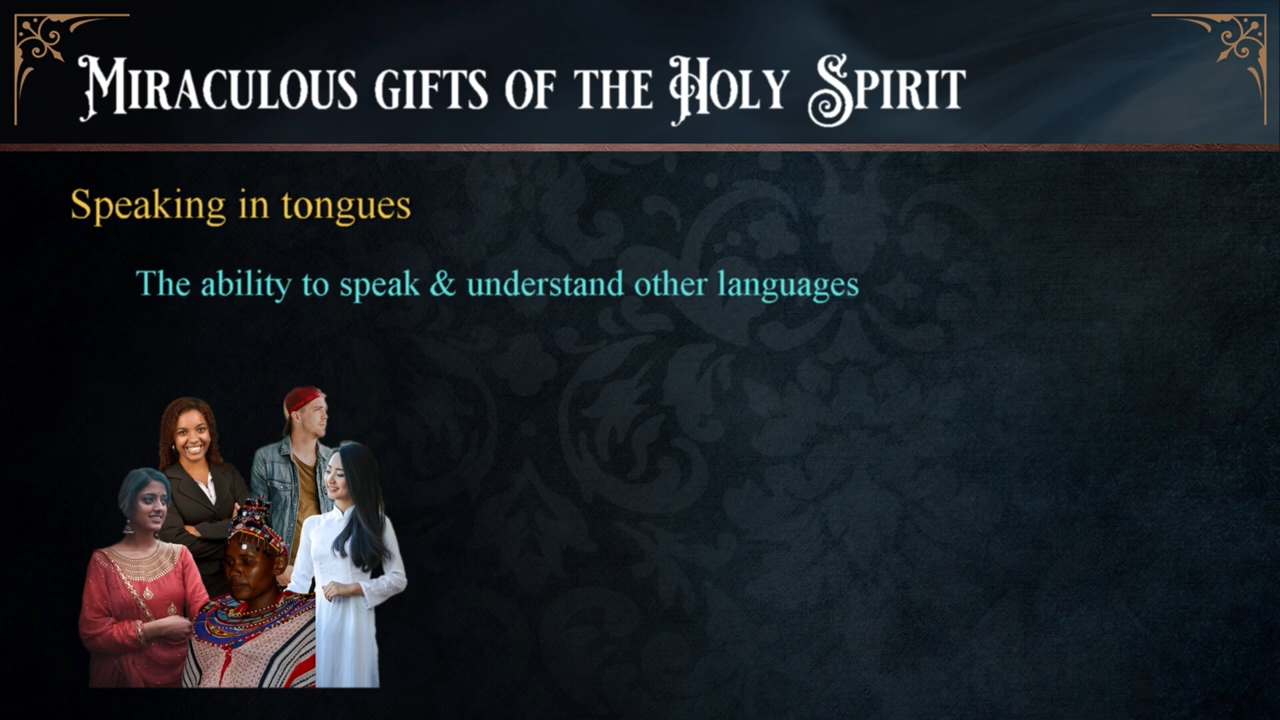 Miraculous gifts of the Holy Spirit
Speaking in tongues
The ability to speak & understand other languages